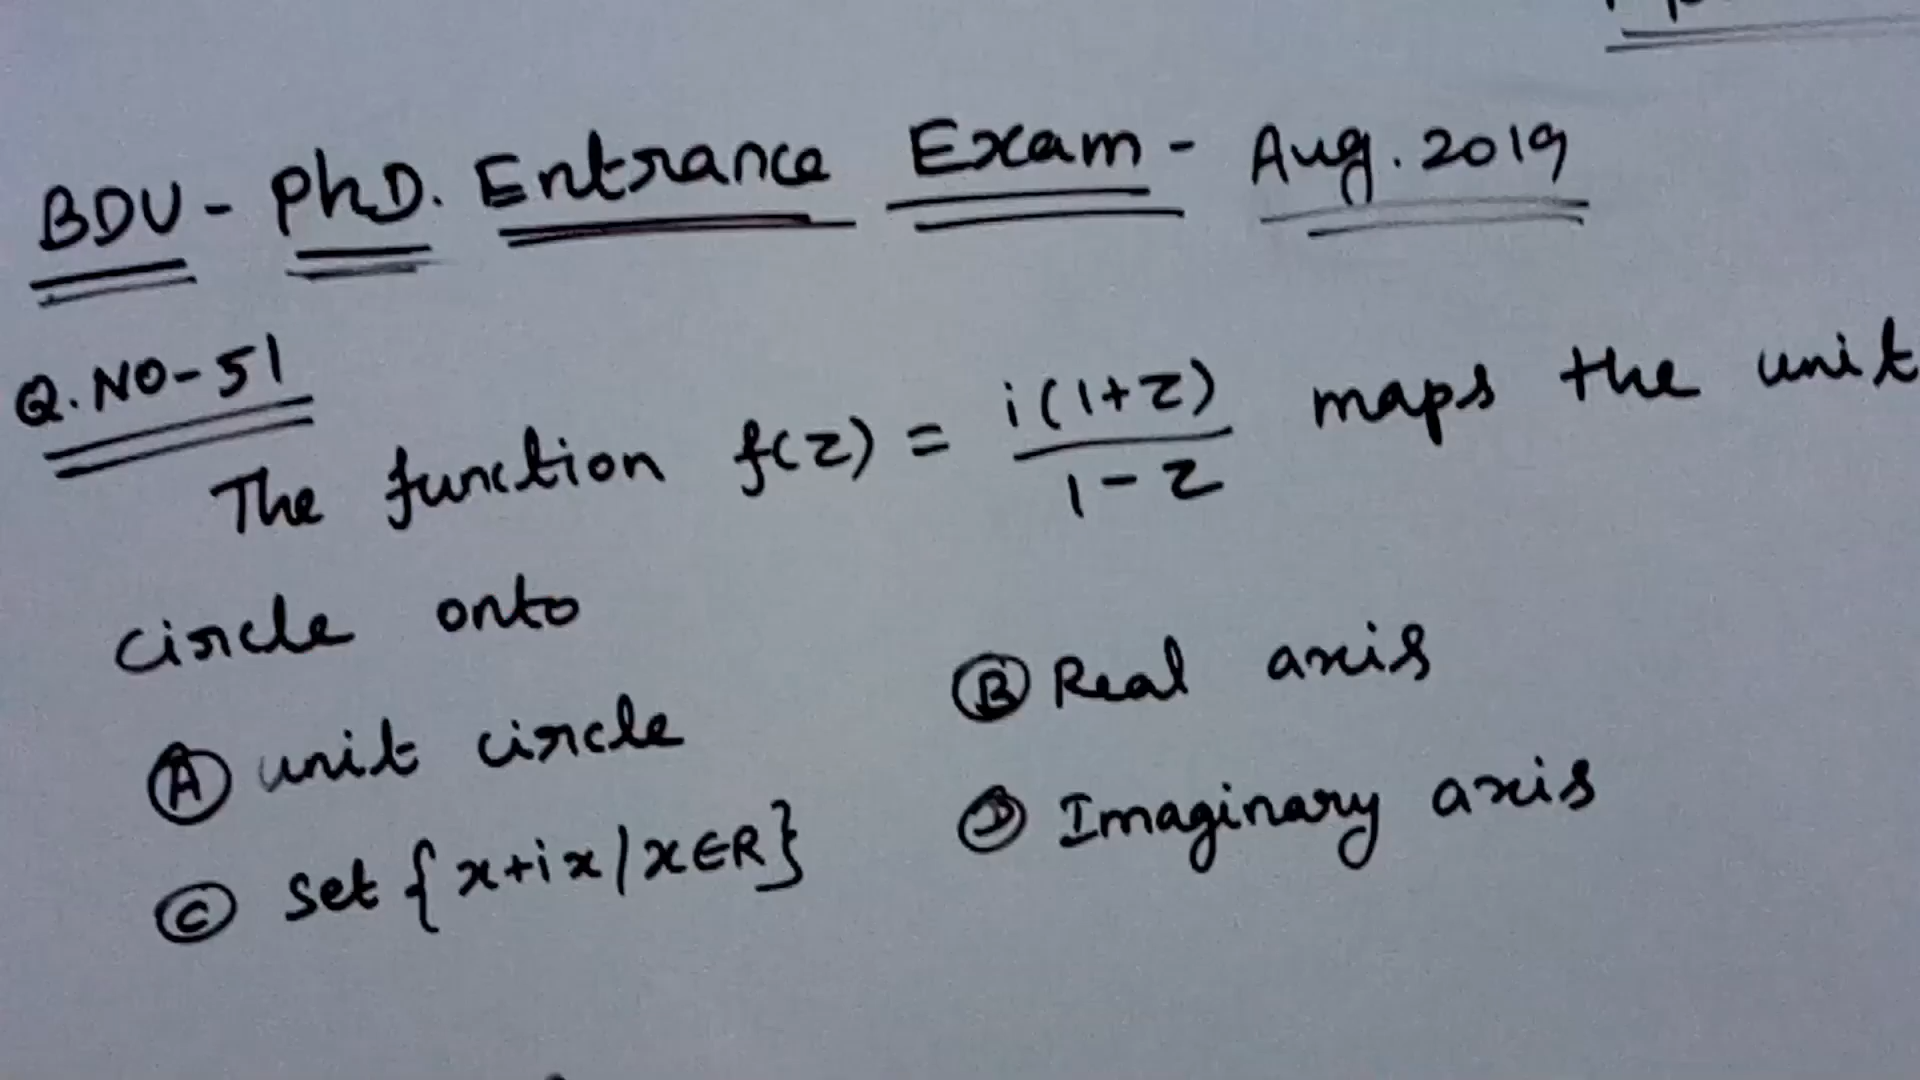 BDU - PhD. Entrance Exam - Aug. 2019
Q.NO-51
The function f(z) = i(1+z) / 1-z maps the unit
circle onto
(A) unit circle (B) Real axis
(C) Set {x+ix/x∈R} (D) Imaginary axis